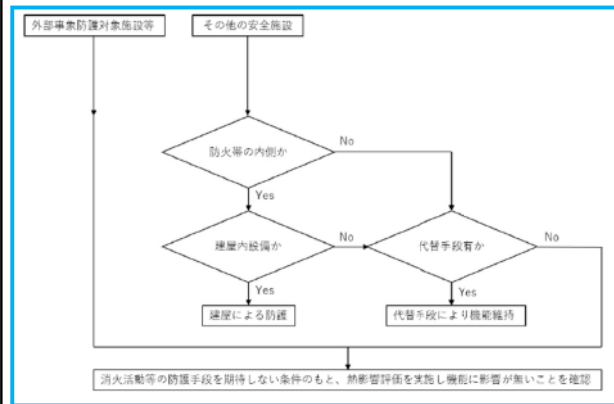 外部事象防護対象施設等
その他の安全施設
防火帯の内側か
No
Yes
建屋内設備か
No
代替手段有か
No
Yes
Yes
建屋による防護
代替手段により機能維持
消火活動等の防護手段を期待しない条件のもと、熱影響評価を実施し機能に影響が無いことを確認